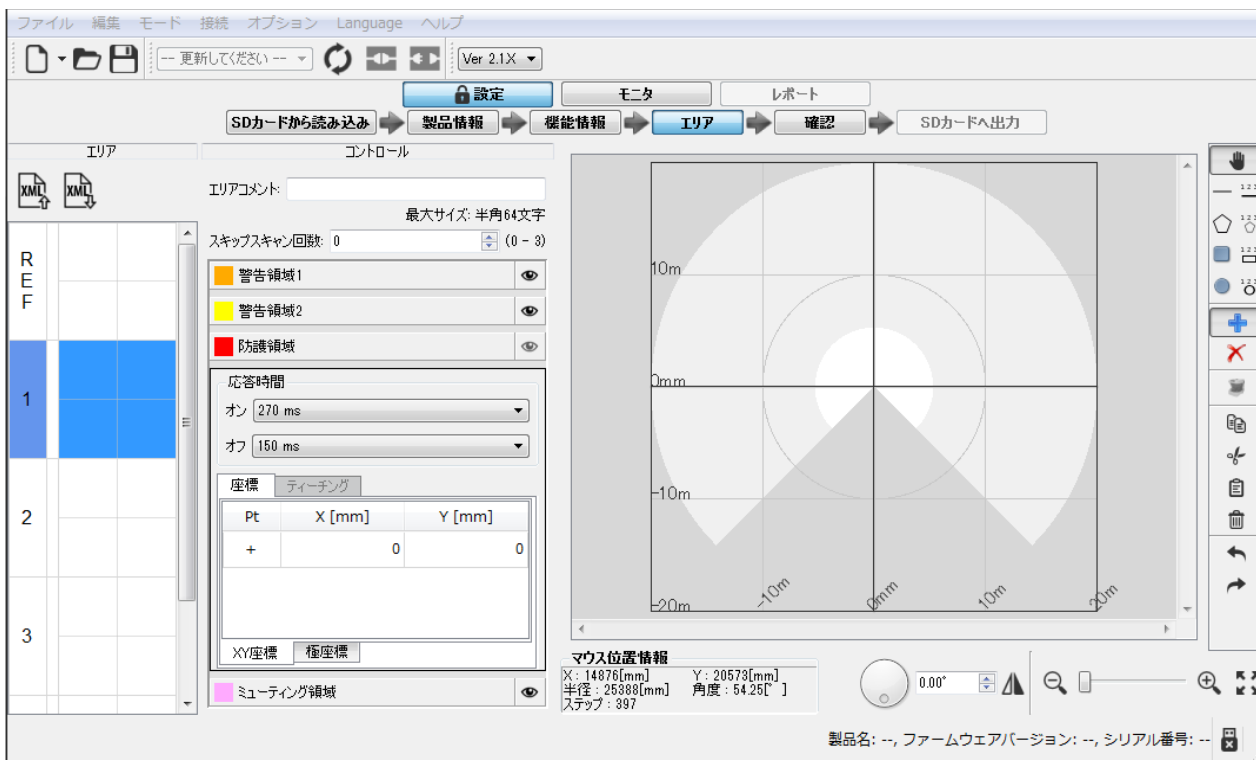 ファイル 編集 モード 接続 オプション Language ヘルプ
-- 更新してください -- Ver 2.1X
設定 モニタ レポート
SDカードから読み込み 製品情報 機能情報 エリア 確認 SDカードへ出力
エリア コントロール
XML XML
エリアコメント:
最大サイズ: 半角64文字
スキップスキャン回数: 0 (0 - 3)
REF
警告領域1
警告領域2
防護領域
応答時間
オン 270 ms
オフ 150 ms
座標 ティーチング
Pt X [mm] Y [mm]
+ 0 0
XY座標 極座標
ミューティング領域
1
2
3
10m
0mm
-10m
-20m
-10m 0mm 10m 20m
マウス位置情報
X : 14876[mm] Y : 20573[mm]
半径 : 25388[mm] 角度 : 54.25[° ]
ステップ : 397
0.00°
123
123
123
123
製品名: --, ファームウェアバージョン: --, シリアル番号: --